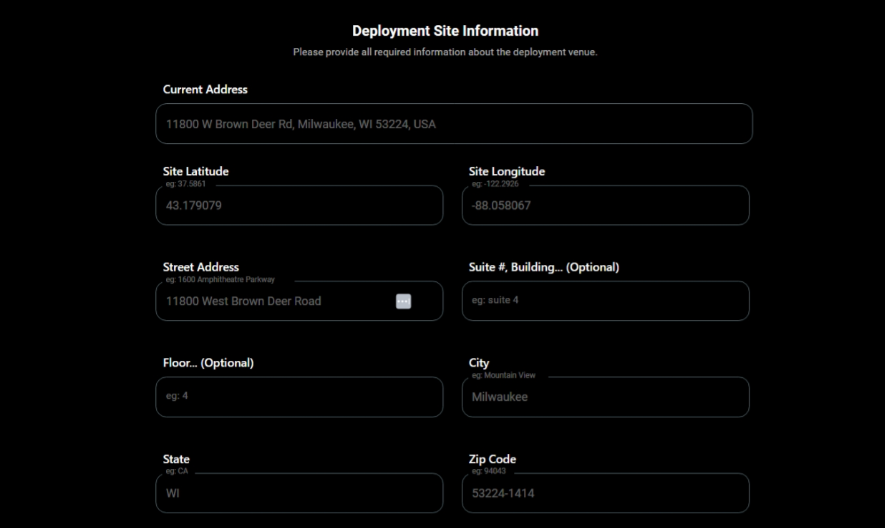 Deployment Site Information
Please provide all required information about the deployment venue.
Current Address
11800 W Brown Deer Rd, Milwaukee, WI 53224, USA
Site Latitude
eg: 37.5861
43.179079
Site Longitude
eg: -122.2926
-88.058067
Street Address
eg: 1600 Amphitheatre Parkway
11800 West Brown Deer Road
Suite #, Building... (Optional)
eg: suite 4
Floor... (Optional)
eg: 4
City
eg: Mountain View
Milwaukee
State
eg: CA
WI
Zip Code
eg: 94043
53224-1414